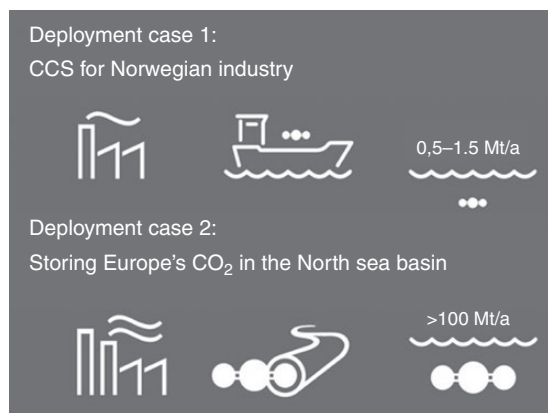 Deployment case 1:
CCS for Norwegian industry
0,5–1.5 Mt/a
Deployment case 2:
Storing Europe's CO₂ in the North sea basin
>100 Mt/a